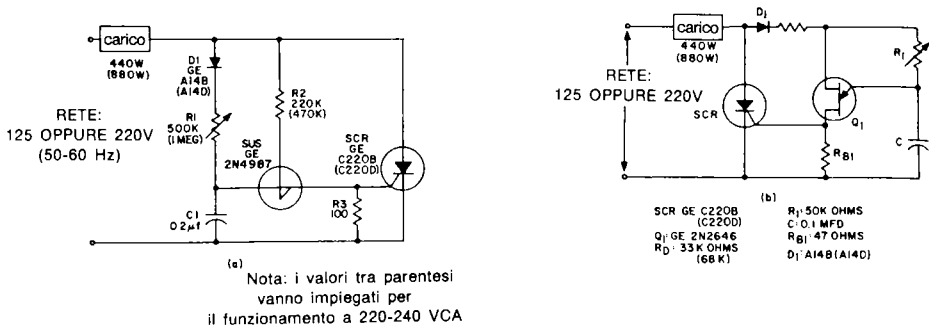 carico
440W
(880W)
D1
GE
A14B
(A14D)
R2
220K
(470K)
RETE:
125 OPPURE 220V
(50-60 Hz)
R1
500K
(1MEG)
SUS
GE
2N4987
SCR
GE
C220B
(C220D)
C1
0.2μf
R3
100
(a)
Nota: i valori tra parentesi
vanno impiegati per
il funzionamento a 220-240 VCA
carico
440W
(880W)
D1
R1
RETE:
125 OPPURE 220V
SCR
Q1
C
RB1
(b)
SCR GE C220B
(C220D)
Q1: GE 2N2646
RD: 33K OHMS
(68K)
R1: 50K OHMS
C: 0.1 MFD
RB1: 47 OHMS
D1: A14B (A14D)